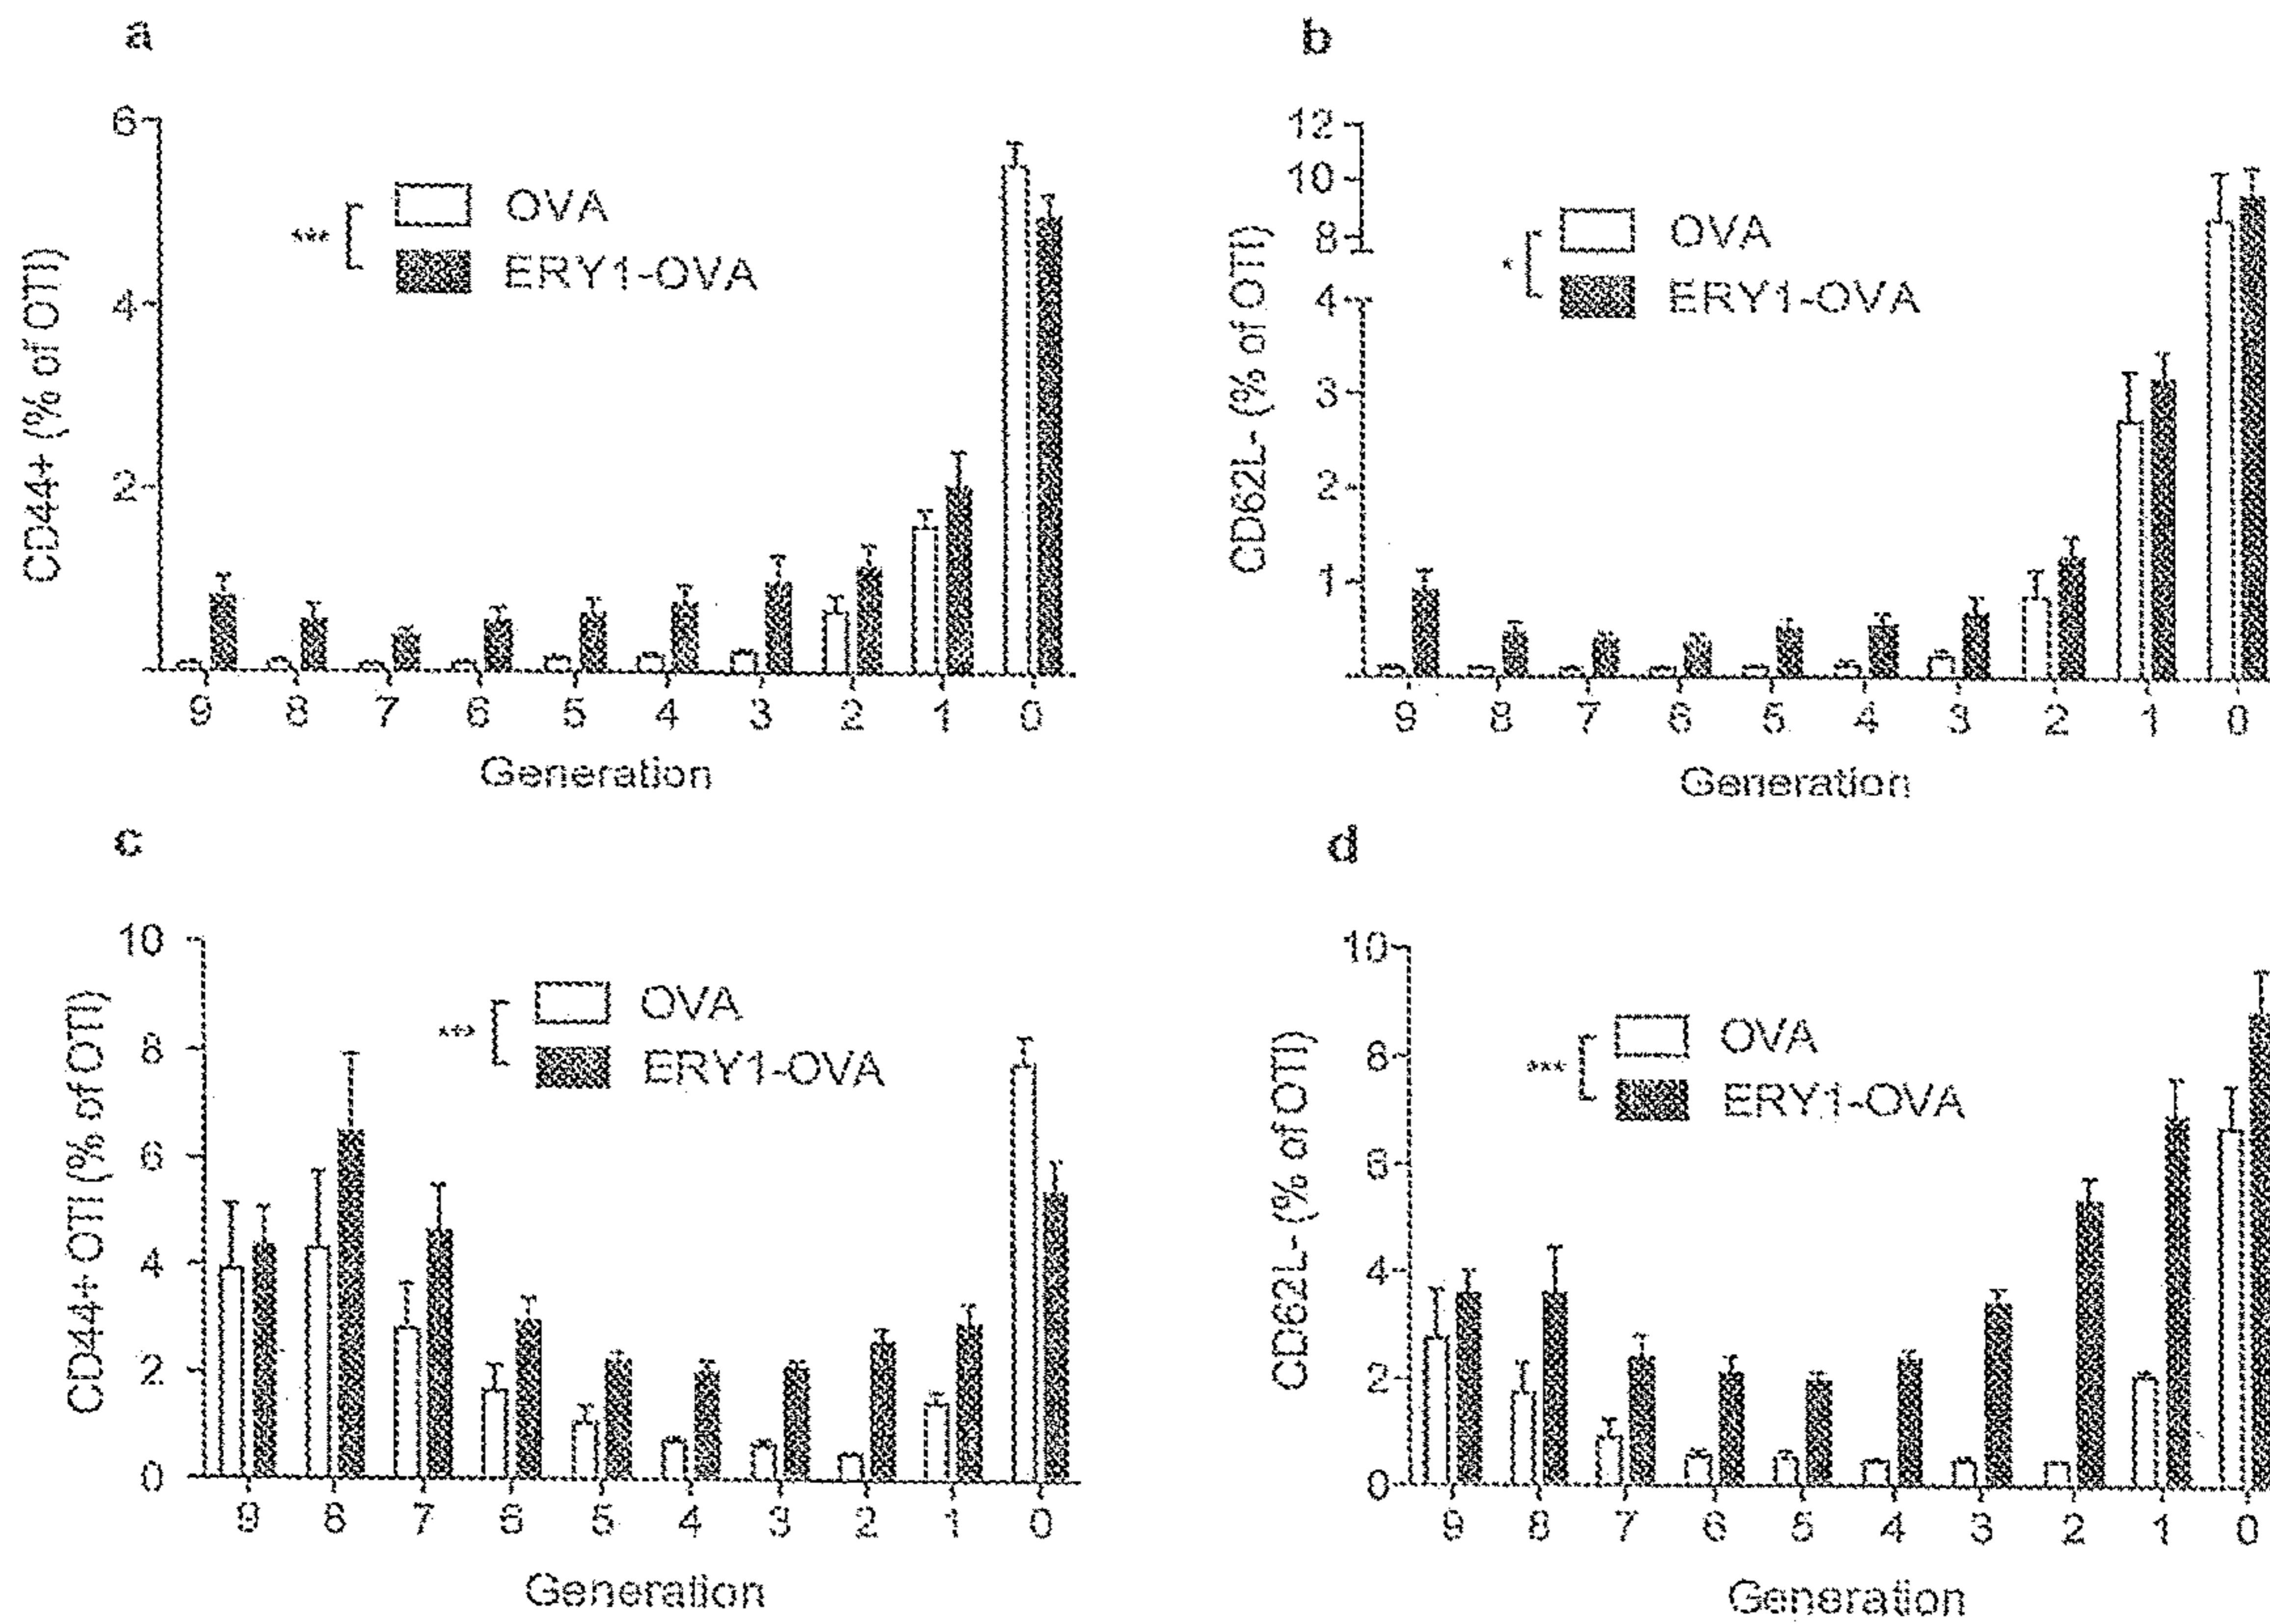 a
CD44+ (% of OTI)
6
4
2
***
OVA
ERY1-OVA
9 8 7 6 5 4 3 2 1 0
Generation
b
CD62L- (% of OTI)
12
10
8
4
3
2
1
*
OVA
ERY1-OVA
9 8 7 6 5 4 3 2 1 0
Generation
c
CD44+ OTI (% of OTI)
10
8
6
4
2
0
***
OVA
ERY1-OVA
9 8 7 6 5 4 3 2 1 0
Generation
d
CD62L- (% of OTI)
10
8
6
4
2
0
***
OVA
ERY1-OVA
9 8 7 6 5 4 3 2 1 0
Generation